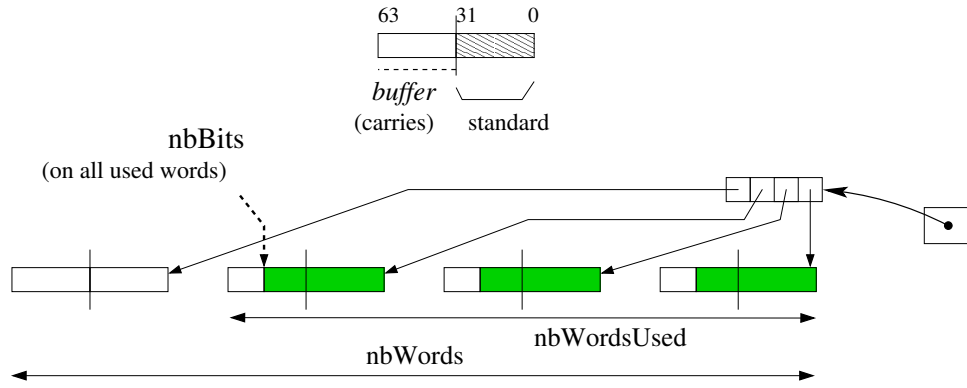 63 31 0
buffer
(carries) standard
nbBits
(on all used words)
nbWordsUsed
nbWords